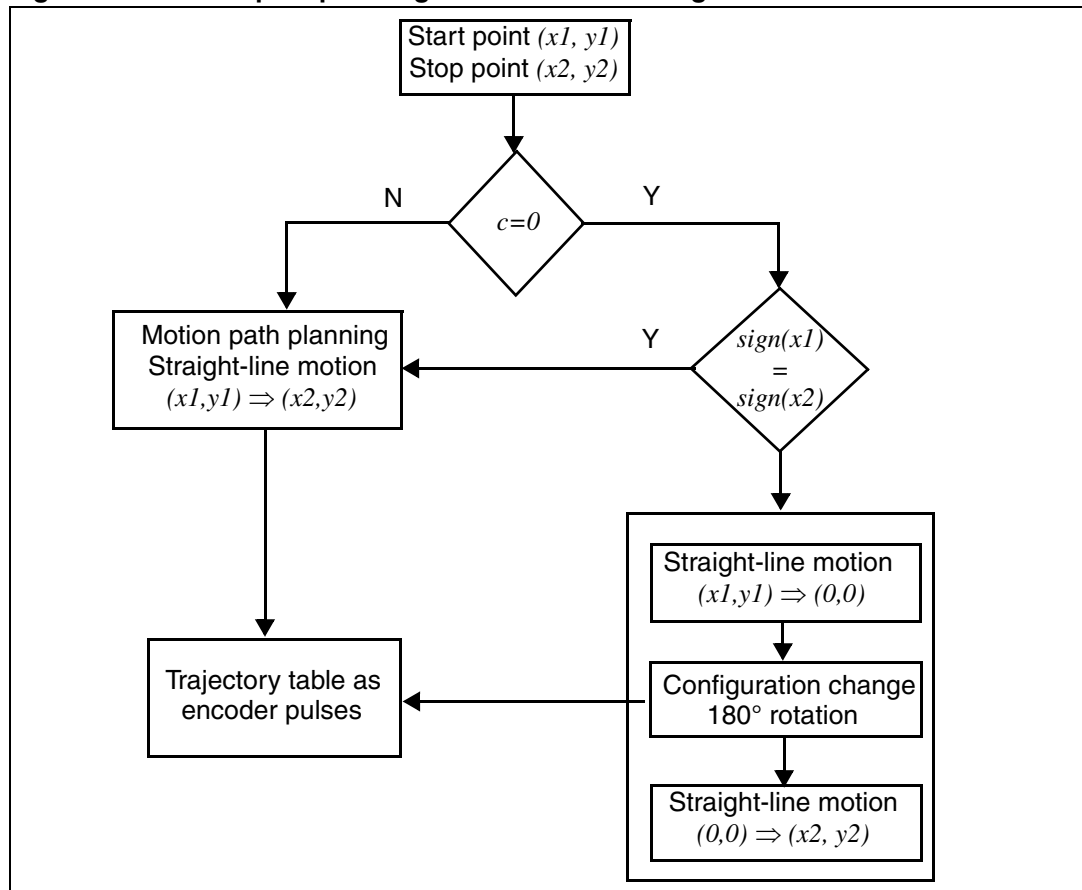 Start point (x1, y1)
Stop point (x2, y2)
N
Y
c=0
Motion path planning
Straight-line motion
(x1,y1) ⇒ (x2,y2)
Y
sign(x1)
=
sign(x2)
Straight-line motion
(x1,y1) ⇒ (0,0)
Trajectory table as
encoder pulses
Configuration change
180° rotation
Straight-line motion
(0,0) ⇒ (x2, y2)